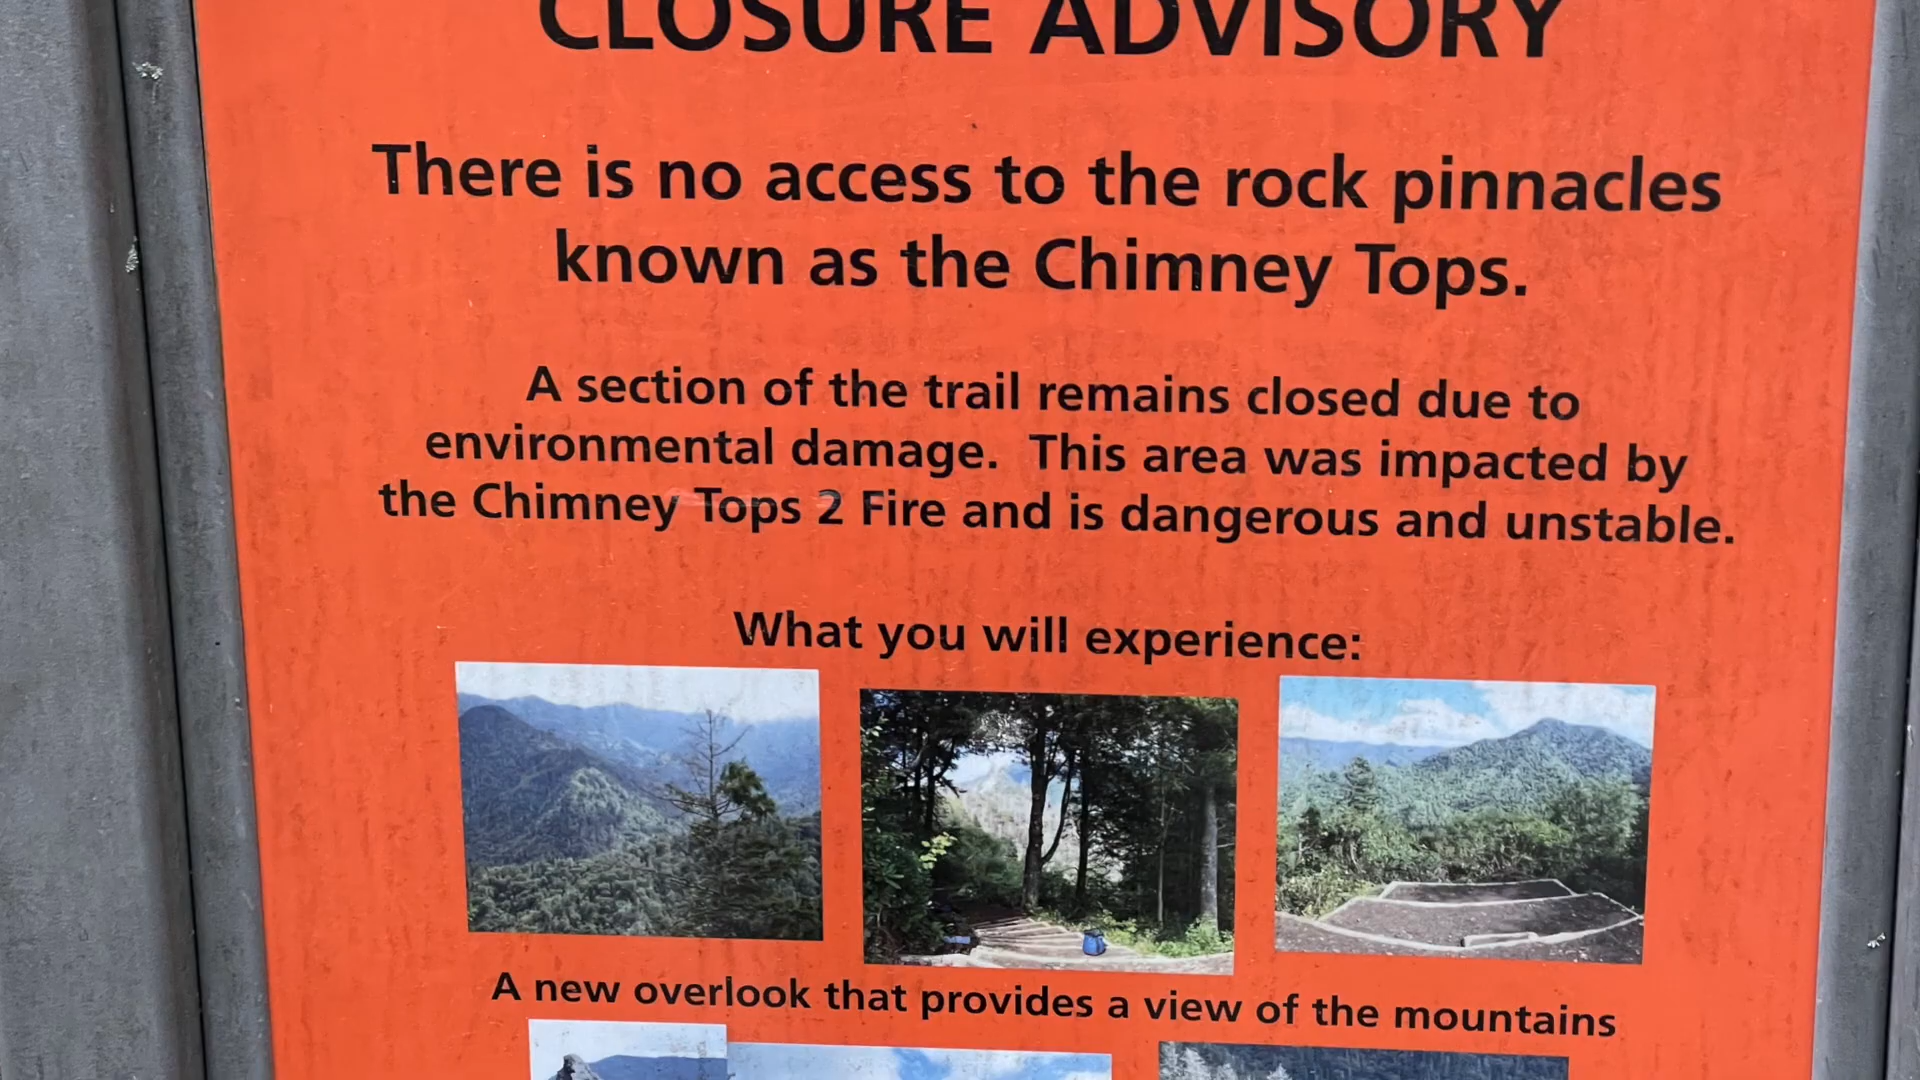 CLOSURE ADVISORY
There is no access to the rock pinnacles
known as the Chimney Tops.
A section of the trail remains closed due to
environmental damage. This area was impacted by
the Chimney Tops 2 Fire and is dangerous and unstable.
What you will experience:
A new overlook that provides a view of the mountains